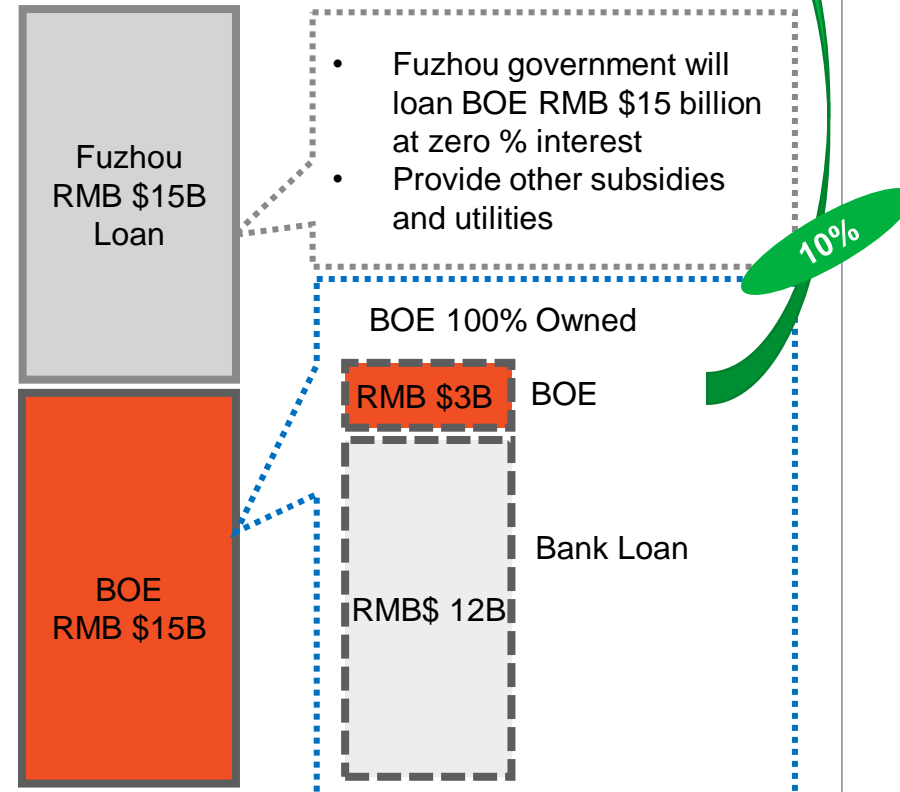 Fuzhou
RMB $15B
Loan
• Fuzhou government will
loan BOE RMB $15 billion
at zero % interest
• Provide other subsidies
and utilities
10%
BOE 100% Owned
RMB $3B
BOE
Bank Loan
RMB$ 12B
BOE
RMB $15B